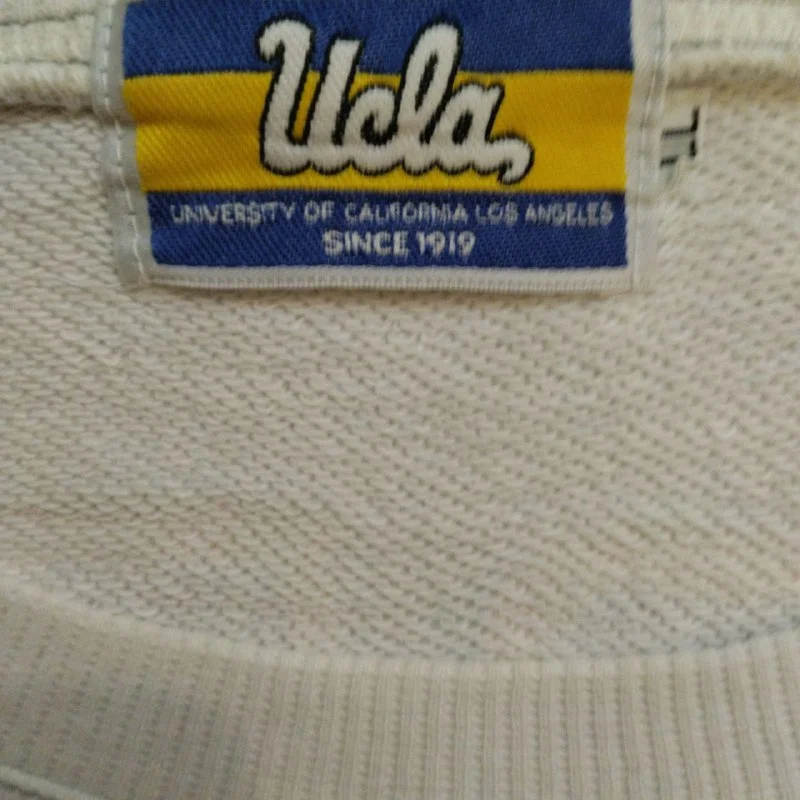 Ucla
UNIVERSITY OF CALIFORNIA LOS ANGELES
SINCE 1919